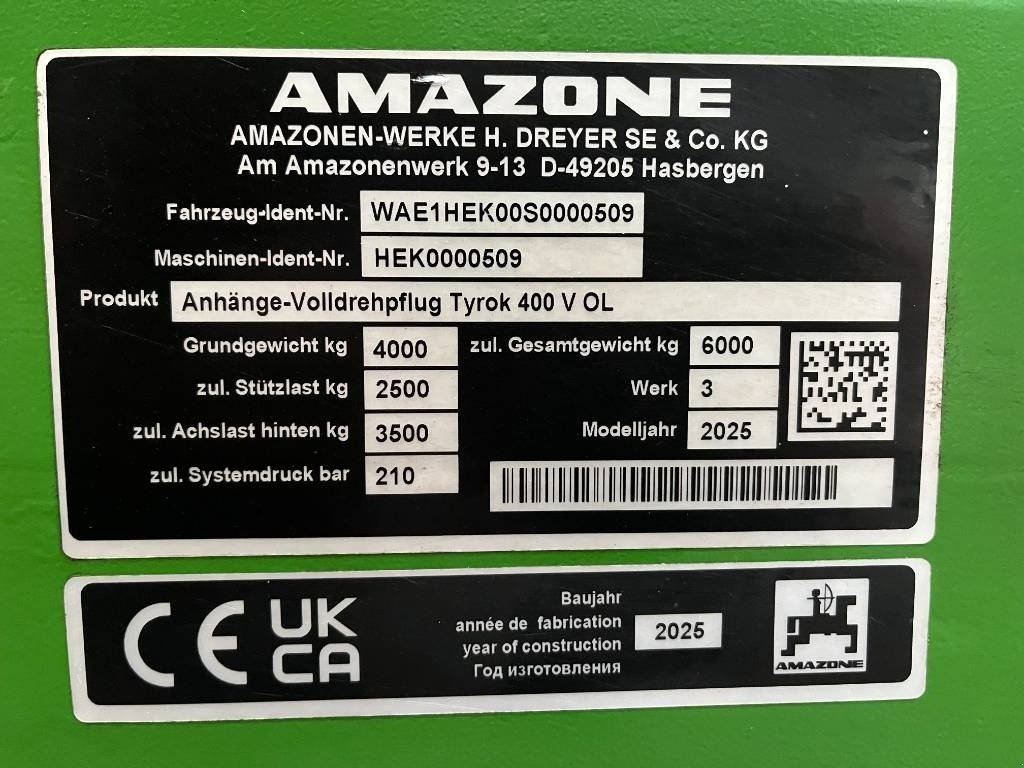 AMAZONE
AMAZONEN-WERKE H. DREYER SE & Co. KG
Am Amazonenwerk 9-13 D-49205 Hasbergen
Fahrzeug-Ident-Nr. WAE1HEK00S0000509
Maschinen-Ident-Nr. HEK0000509
Produkt Anhänge-Volldrehpflug Tyrok 400 V OL
Grundgewicht kg 4000 zul. Gesamtgewicht kg 6000
zul. Stützlast kg 2500 Werk 3
zul. Achslast hinten kg 3500 Modelljahr 2025
zul. Systemdruck bar 210
CE UK
CA
Baujahr
année de fabrication
year of construction
Год изготовления
2025
AMAZONE